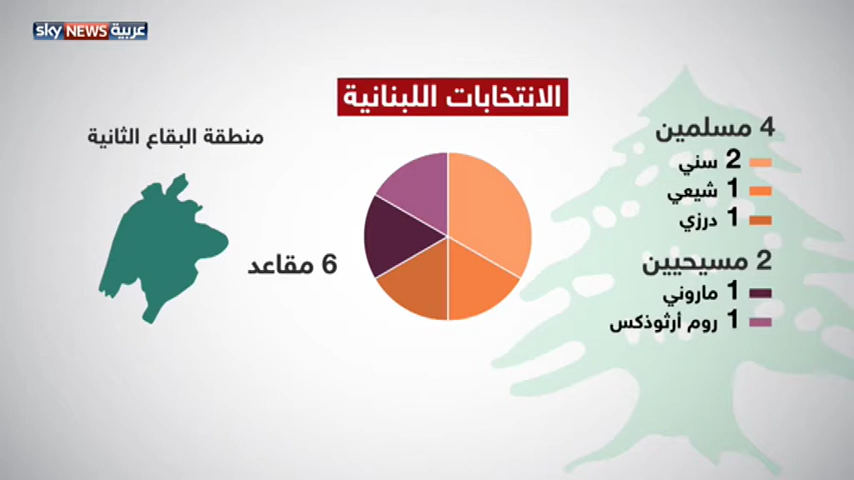 sky NEWS عربية
الانتخابات اللبنانية
4 مسلمين
2 سني
1 شيعي
1 درزي
2 مسيحيين
1 ماروني
1 روم أرثوذكس
6 مقاعد
منطقة البقاع الثانية